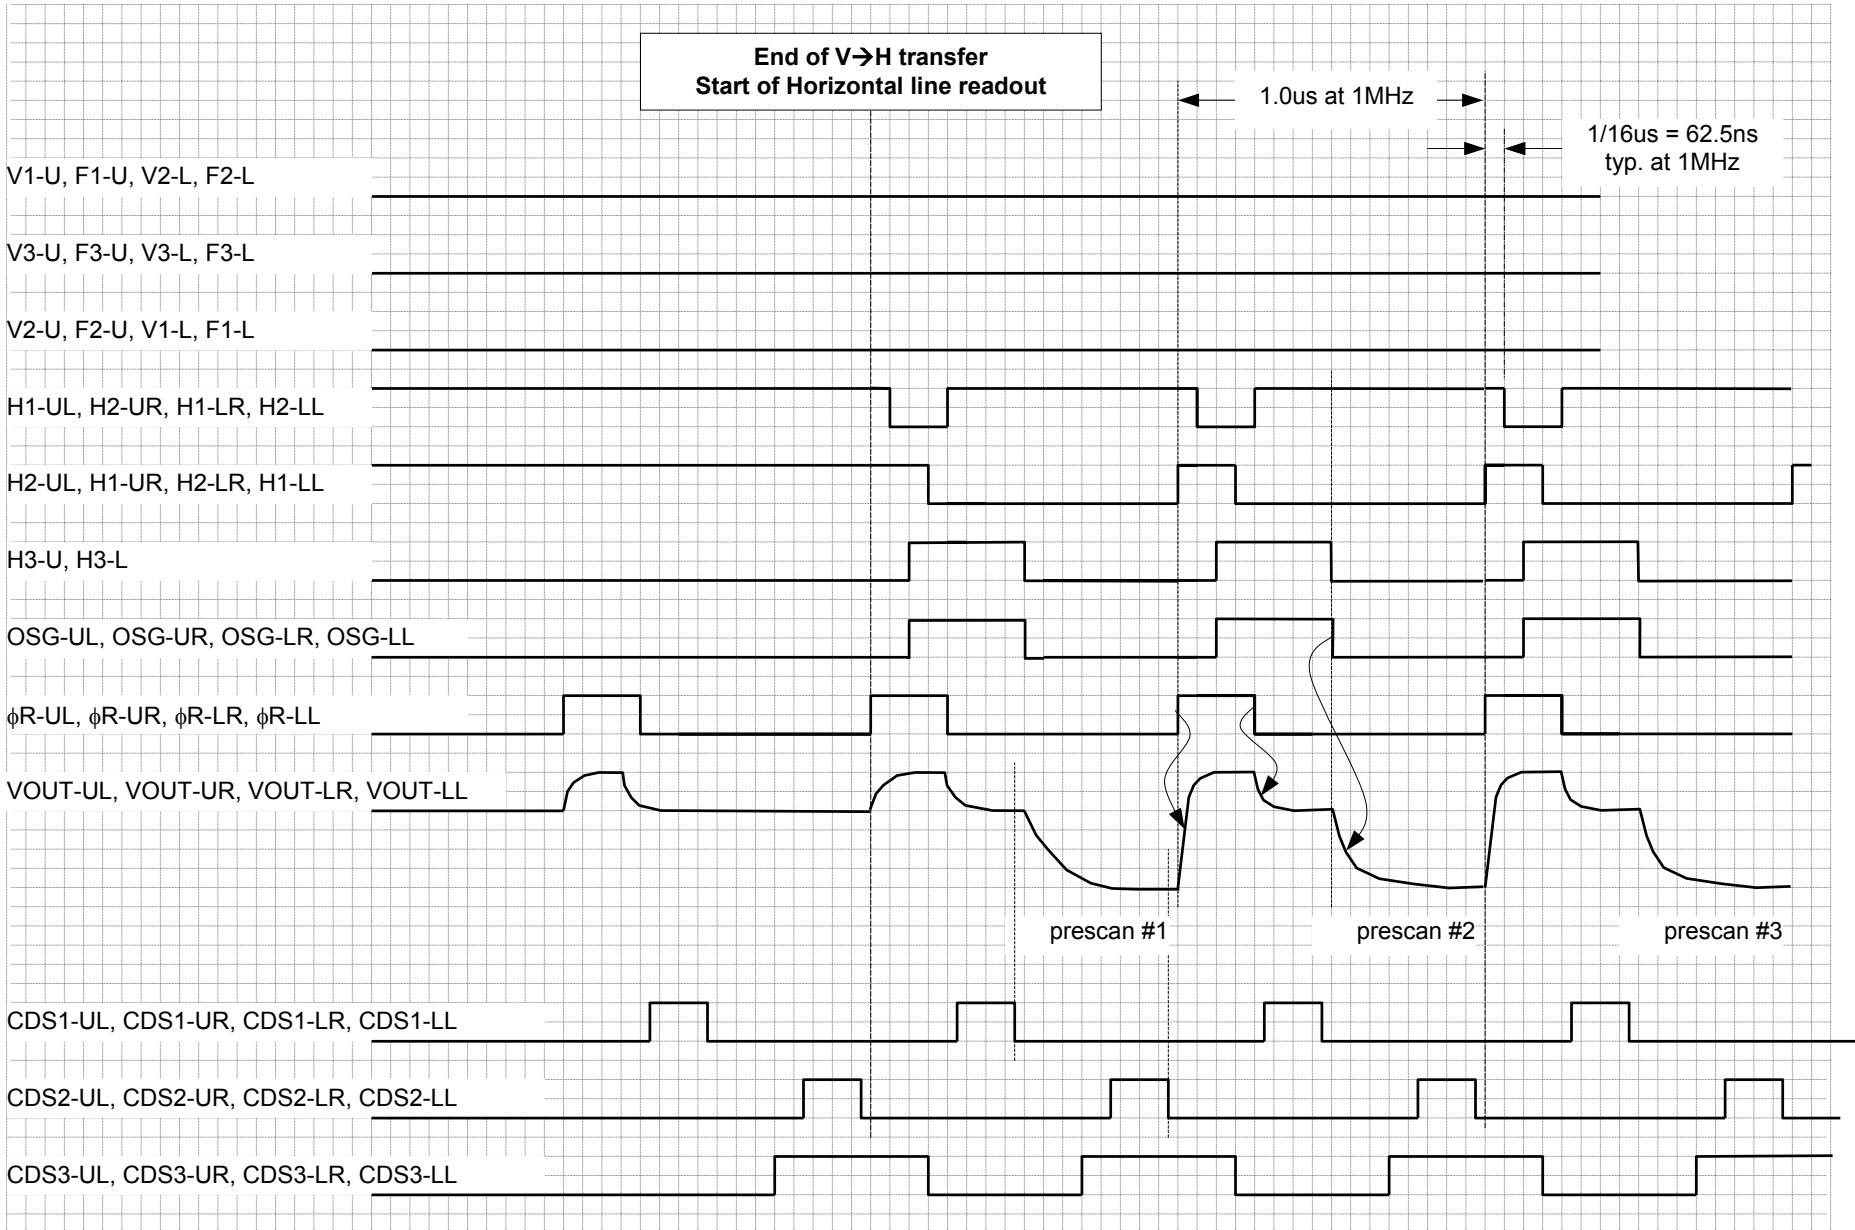 End of V→H transfer
Start of Horizontal line readout
1.0us at 1MHz
1/16us = 62.5ns
typ. at 1MHz
V1-U, F1-U, V2-L, F2-L
V3-U, F3-U, V3-L, F3-L
V2-U, F2-U, V1-L, F1-L
H1-UL, H2-UR, H1-LR, H2-LL
H2-UL, H1-UR, H2-LR, H1-LL
H3-U, H3-L
OSG-UL, OSG-UR, OSG-LR, OSG-LL
ϕR-UL, ϕR-UR, ϕR-LR, ϕR-LL
VOUT-UL, VOUT-UR, VOUT-LR, VOUT-LL
prescan #1
prescan #2
prescan #3
CDS1-UL, CDS1-UR, CDS1-LR, CDS1-LL
CDS2-UL, CDS2-UR, CDS2-LR, CDS2-LL
CDS3-UL, CDS3-UR, CDS3-LR, CDS3-LL